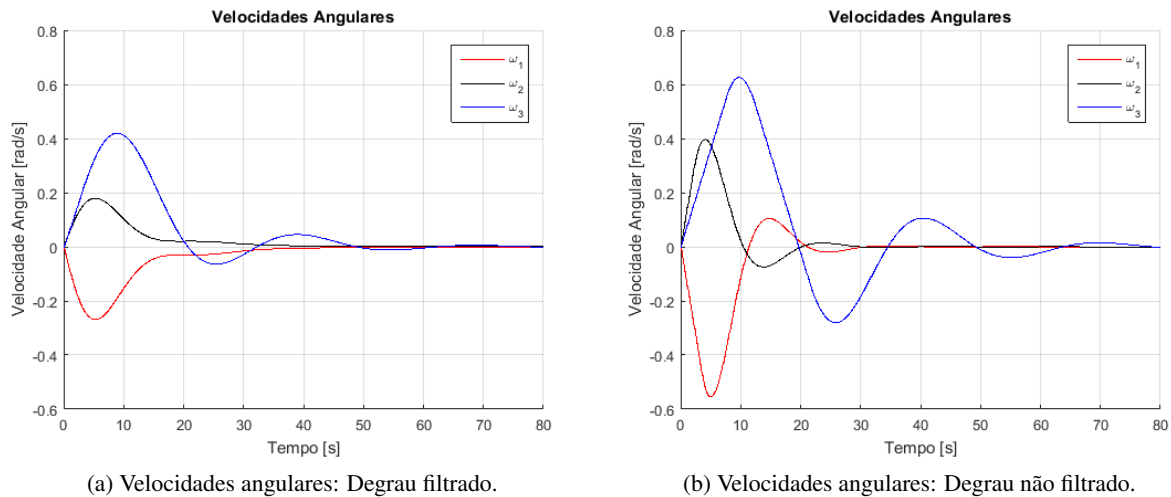 Velocidades Angulares
0.8
0.6
0.4
0.2
0
-0.2
-0.4
-0.6
Velocidade Angular [rad/s]
ω1
ω2
ω3
0 10 20 30 40 50 60 70 80
Tempo [s]
(a) Velocidades angulares: Degrau filtrado.
Velocidades Angulares
0.8
0.6
0.4
0.2
0
-0.2
-0.4
-0.6
Velocidade Angular [rad/s]
ω1
ω2
ω3
0 10 20 30 40 50 60 70 80
Tempo [s]
(b) Velocidades angulares: Degrau não filtrado.